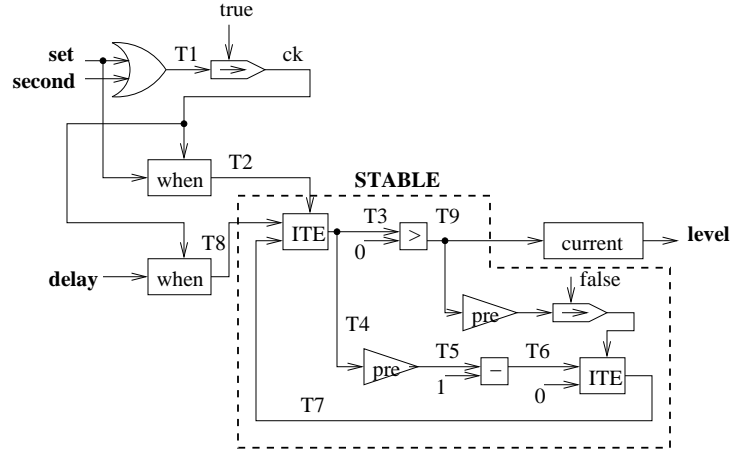 true
set
T1
ck
second
when
T2
STABLE
T8
ITE
T3
T9
0
>
current
level
delay
when
false
pre
T4
T5
T6
pre
1
−
0
ITE
T7